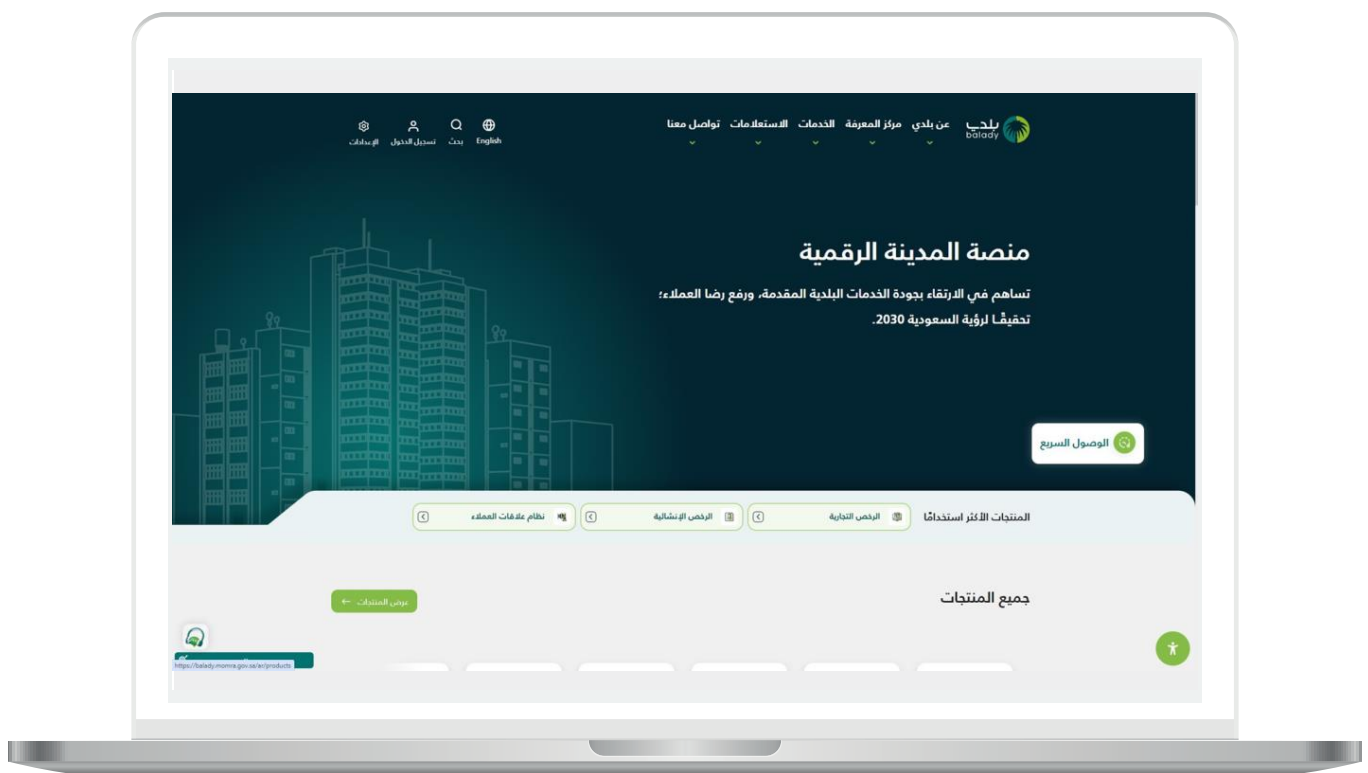 بلدي
balady
عن بلدي
مركز المعرفة
الخدمات
الاستعلامات
تواصل معنا
English
بحث
تسجيل الدخول
الإعدادات
منصة المدينة الرقمية
تساهم في الارتقاء بجودة الخدمات البلدية المقدمة، ورفع رضا العملاء؛
تحقيقًا لرؤية السعودية 2030.
الوصول السريع
المنتجات الأكثر استخدامًا
الرخص التجارية
الرخص الإنشائية
نظام علاقات العملاء
جميع المنتجات
عرض المنتجات
https://balady.momra.gov.sa/ar/products